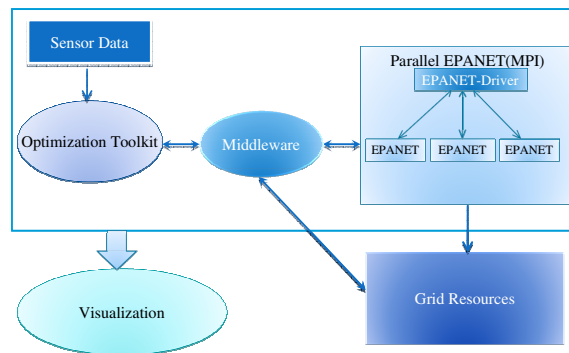 Sensor Data
Parallel EPANET(MPI)
EPANET-Driver
Optimization Toolkit
Middleware
EPANET
EPANET
EPANET
Visualization
Grid Resources